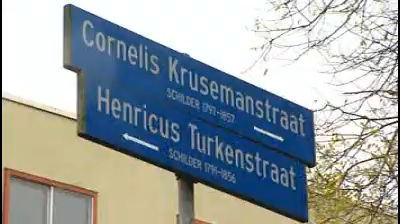 Cornelis Krusemanstraat
SCHILDER 1797-1857
Henricus Turkenstraat
SCHILDER 1791-1856